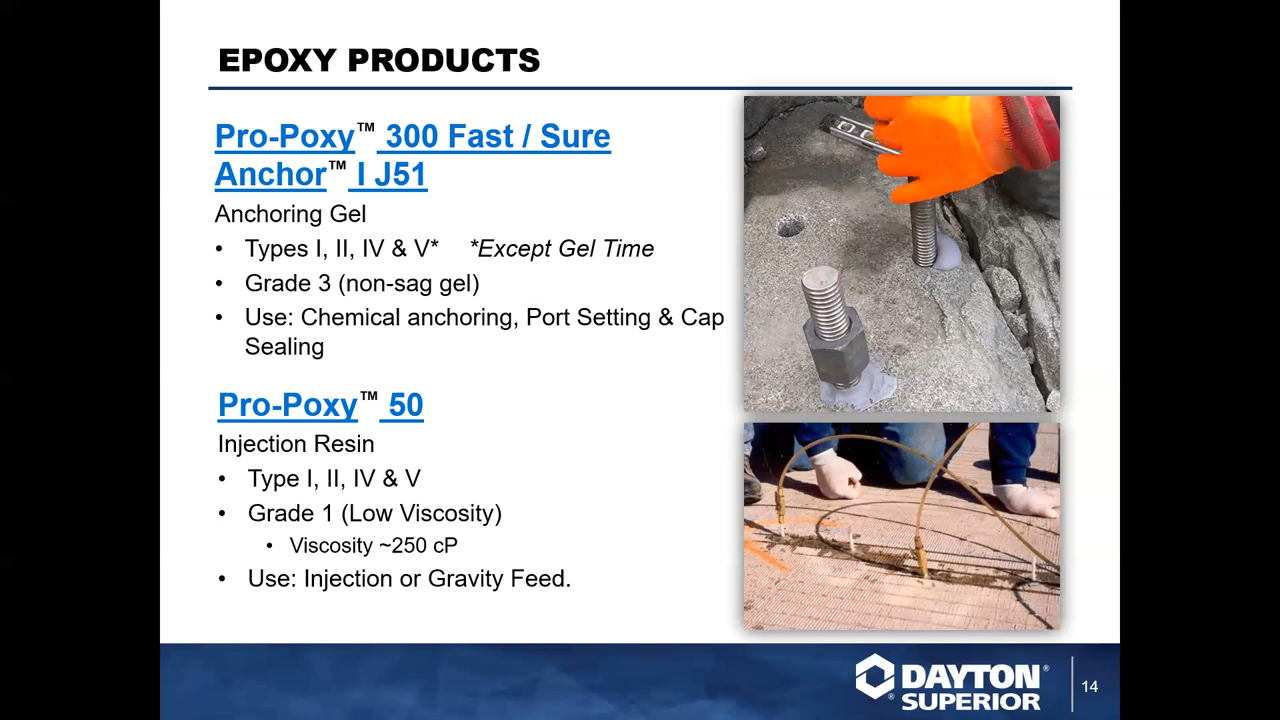 EPOXY PRODUCTS
Pro-Poxy™ 300 Fast / Sure
Anchor™ I J51
Anchoring Gel
• Types I, II, IV & V* *Except Gel Time
• Grade 3 (non-sag gel)
• Use: Chemical anchoring, Port Setting & Cap
Sealing
Pro-Poxy™ 50
Injection Resin
• Type I, II, IV & V
• Grade 1 (Low Viscosity)
• Viscosity ~250 cP
• Use: Injection or Gravity Feed.
® DAYTON®
SUPERIOR
14